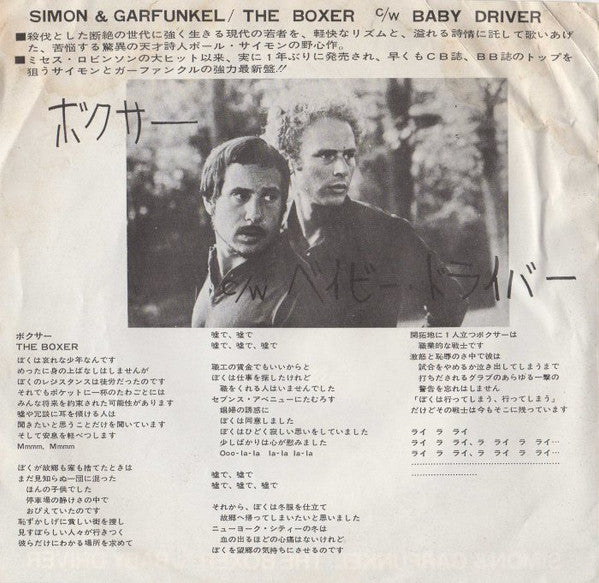 SIMON & GARFUNKEL/ THE BOXER c/w BABY DRIVER
■殺伐とした断絶の世代に強く生きる現代の若者を、軽快なリズムと、溢れる詩情に託して歌いあげ
た、苦悩する驚異の天才詩人ポール・サイモンの野心作。
■ミセス・ロビンソンの大ヒット以来、実に1年ぶりに発売され、早くもCB誌、BB誌のトップを
狙うサイモンとガーファンクルの強力最新盤!!
ボクサー
c/w ベイビー・ドライバー
ボクサー
THE BOXER
ぼくは哀れな少年なんです
めったに身の上ばなしはしませんが
ぼくのレジスタンスは徒労だったのです
それでもポケットに一杯のたわごとには
みんな将来を約束された可能性があります
嘘や冗談に耳を傾ける人は
聞きたいと思うことだけを聞いています
そして安息を軽べつします
Mmmm, Mmmm
ぼくが故郷も家も捨てたときは
まだ見知らぬ一団に混った
ほんの子供でした
停車場の静けさの中で
おびえていたのです
恥ずかしげに貧しい街を捜し
見すぼらしい人々が行きつく
彼らだけにわかる場所を求めて
嘘で、嘘で
嘘で、嘘で、嘘で
職工の賃金でもいいからと
ぼくは仕事を探したけれど
職をくれる人はいませんでした
セブンス・アベニューにたむろす
娼婦の誘惑に
ぼくは同意しました
ぼくはひどく寂しい思いをしていました
少しばかりは心が慰みました
Ooo-la-la la-la la-la
嘘で、嘘で
嘘で、嘘で、嘘で
それから、ぼくは冬服を仕立て
故郷へ帰ってしまいたいと思いました
ニューヨーク・シティーの冬は
血の出るほどの心痛はないけれど
ぼくを望郷の気持にさせるのです
開拓地に1人立つボクサーは
職業的な戦士です
激怒と恥辱のさ中で彼は
試合をやめるか泣き出してしまうまで
打ちだされるグラブのあらゆる一撃の
警告を忘れはしません
「ぼくは行ってしまう、行ってしまう」
だけどその戦士は今もそこに残っています
ライ ラ ライ
ライ ラ ライ、ラ ライ ラ ライ…
ライ ラ ライ、ラ ライ ラ ライ…